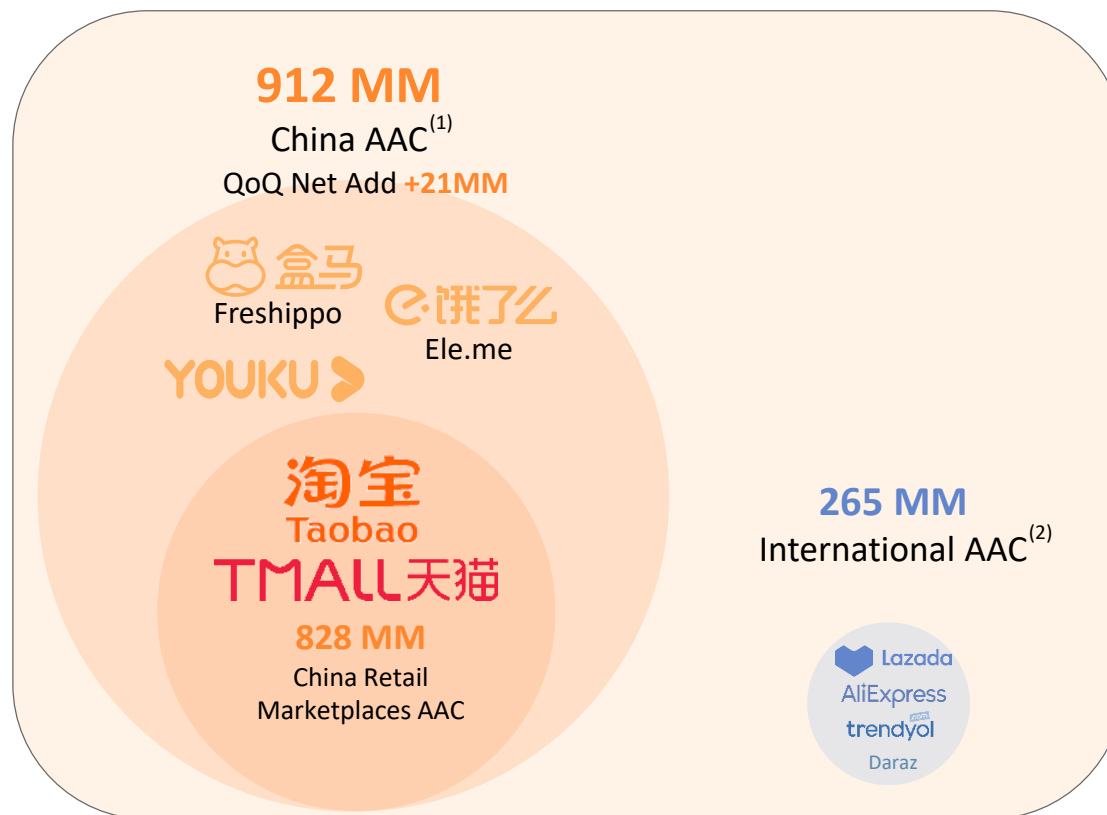 912 MM
China AAC(1)
QoQ Net Add +21MM
盒马
Freshippo
饿了么
Ele.me
YOUKU
淘宝
Taobao
TMALL天猫
828 MM
China Retail
Marketplaces AAC
265 MM
International AAC(2)
Lazada
AliExpress
trendyol
.com
Daraz